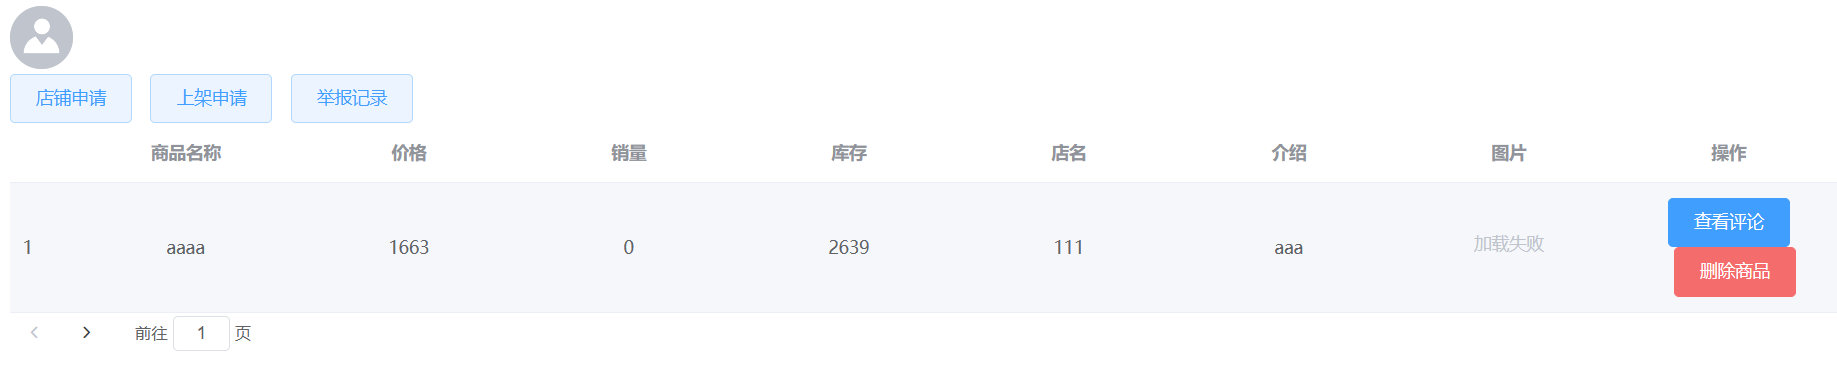 店铺申请 上架申请 举报记录
商品名称 价格 销量 库存 店名 介绍 图片 操作
1 aaaa 1663 0 2639 111 aaa 加载失败 查看评论
删除商品
前往 1 页